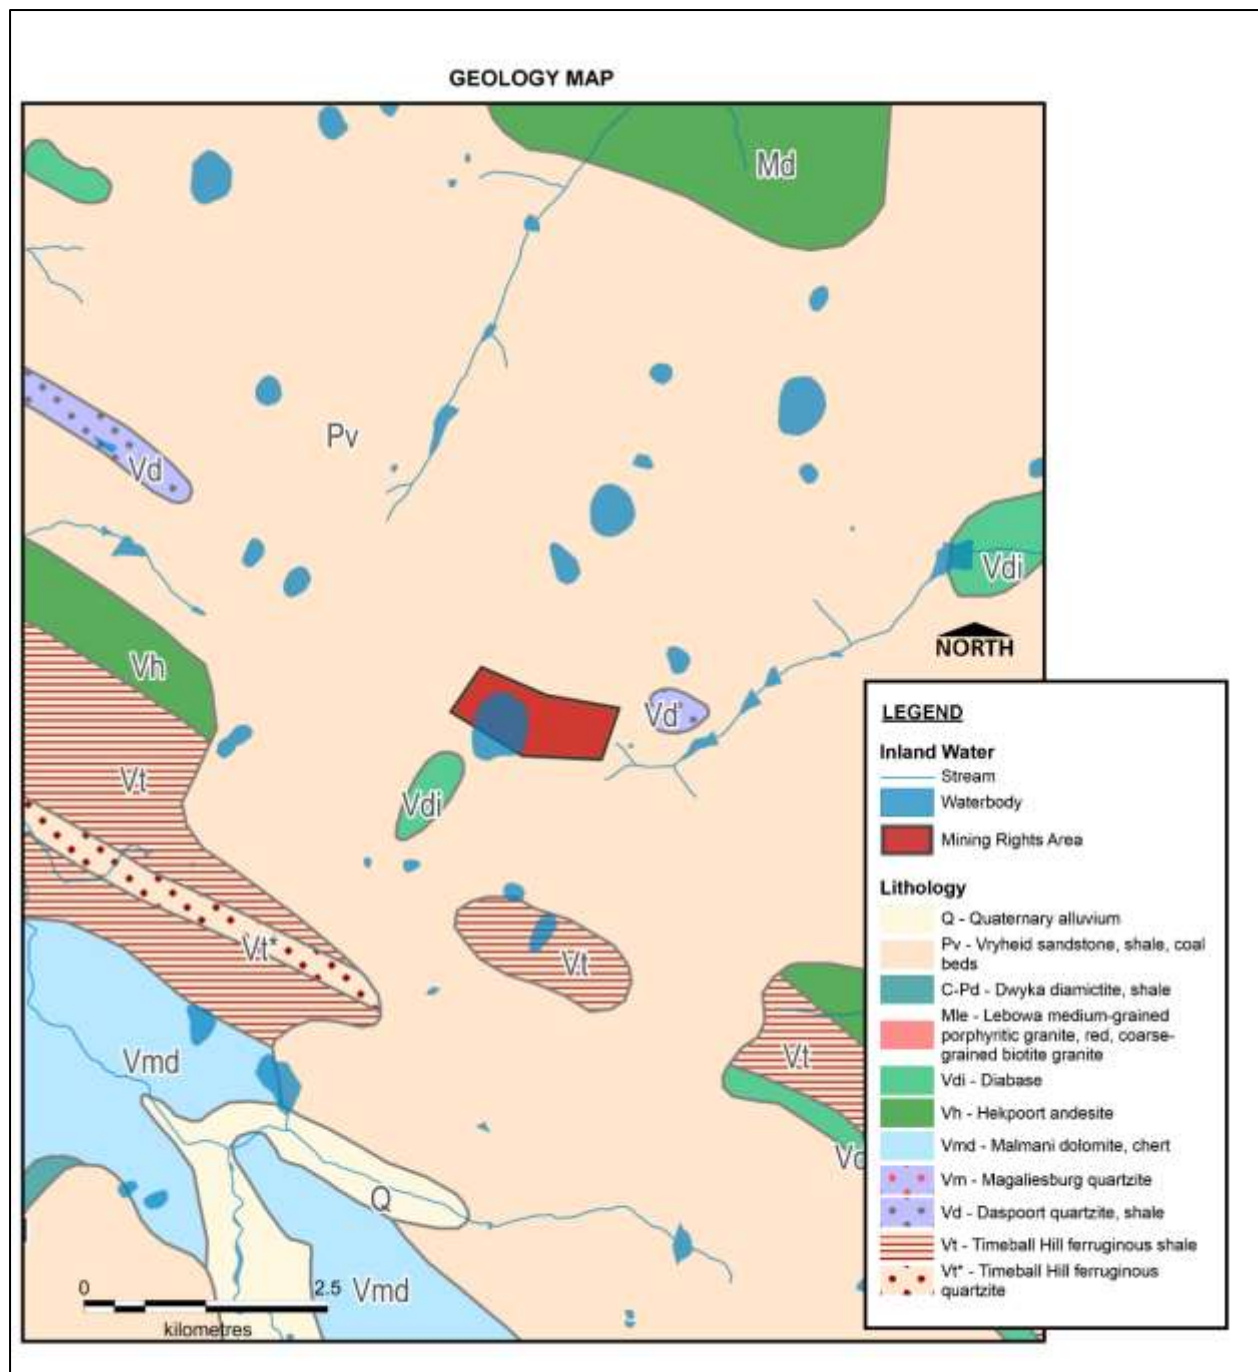 GEOLOGY MAP
Md
Pv
Vd
Vdi
NORTH
Vh
Vd
Vt
Vdi
Vt*
Vt
Vt
Vmd
Q
Vmd
0
2.5
kilometres
LEGEND
Inland Water
Stream
Waterbody
Mining Rights Area
Lithology
Q - Quaternary alluvium
Pv - Vryheid sandstone, shale, coal
beds
C-Pd - Dwyka diamictite, shale
Mle - Lebowa medium-grained
porphyritic granite, red, coarse-
grained biotite granite
Vdi - Diabase
Vh - Hekpoort andesite
Vmd - Malmani dolomite, chert
Vm - Magaliesburg quartzite
Vd - Daspoort quartzite, shale
Vt - Timeball Hill ferruginous shale
Vt* - Timeball Hill ferruginous
quartzite